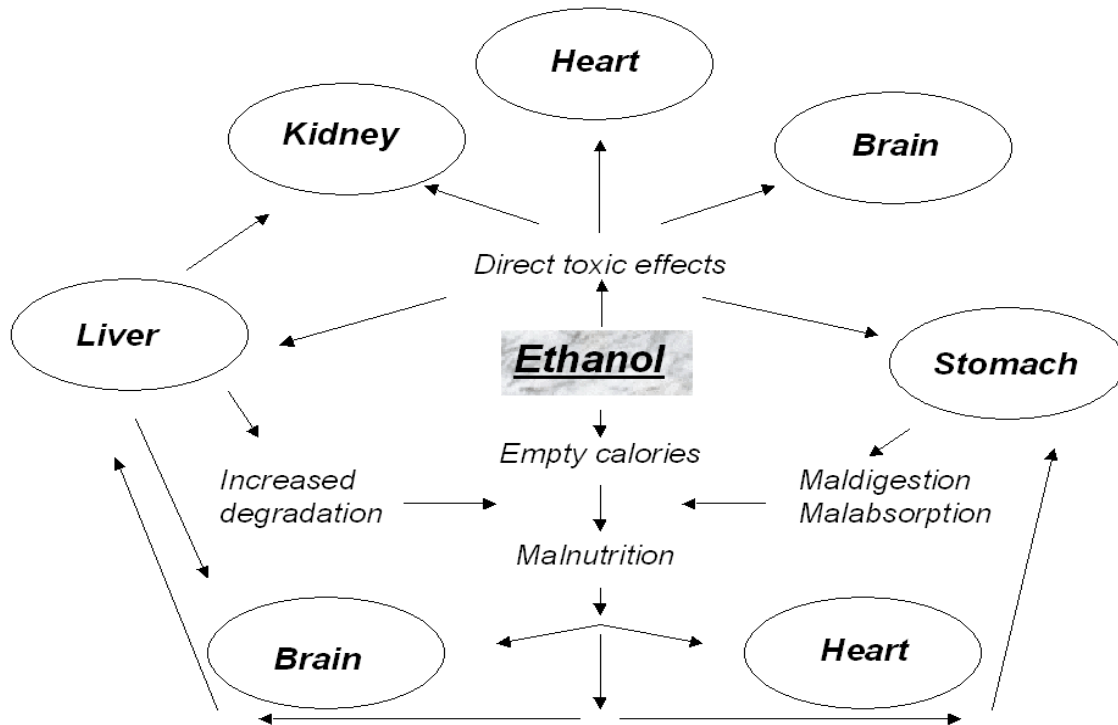 Heart
Kidney
Brain
Direct toxic effects
Liver
Ethanol
Stomach
Empty calories
Increased
degradation
Maldigestion
Malabsorption
Malnutrition
Brain
Heart